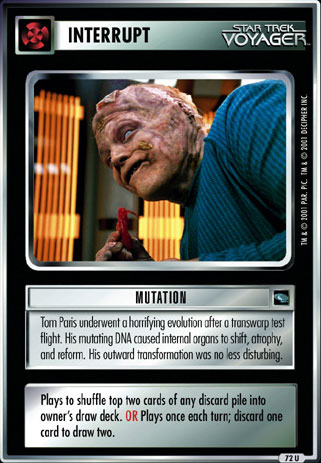 INTERRUPT
STAR TREK
VOYAGER™
TM & © 2001 PAR. PIC. TM & © 2001 DECIPHER INC.
MUTATION
Tom Paris underwent a horrifying evolution after a transwarp test
flight. His mutating DNA caused internal organs to shift, atrophy,
and reform. His outward transformation was no less disturbing.
Plays to shuffle top two cards of any discard pile into
owner's draw deck. OR Plays once each turn; discard one
card to draw two.
72 U